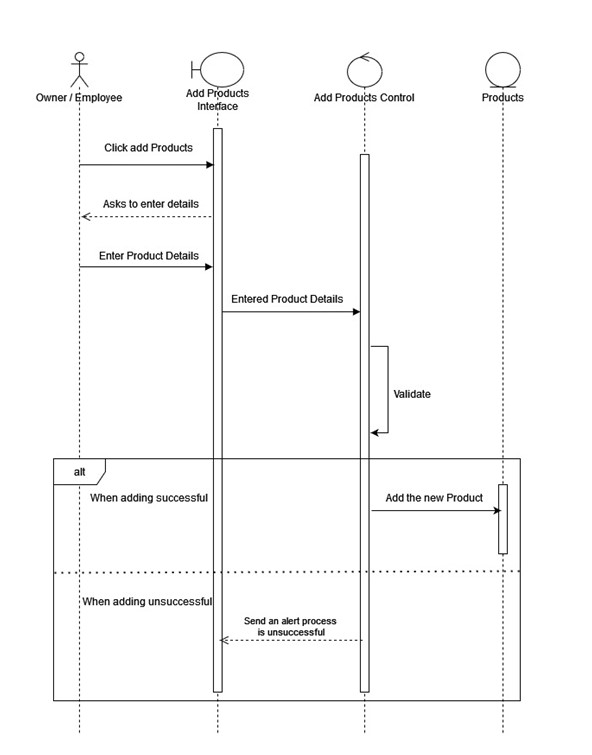 Owner / Employee
Add Products
Interface
Add Products Control
Products
Click add Products
Asks to enter details
Enter Product Details
Entered Product Details
Validate
alt
When adding successful
Add the new Product
When adding unsuccessful
Send an alert process
is unsuccessful